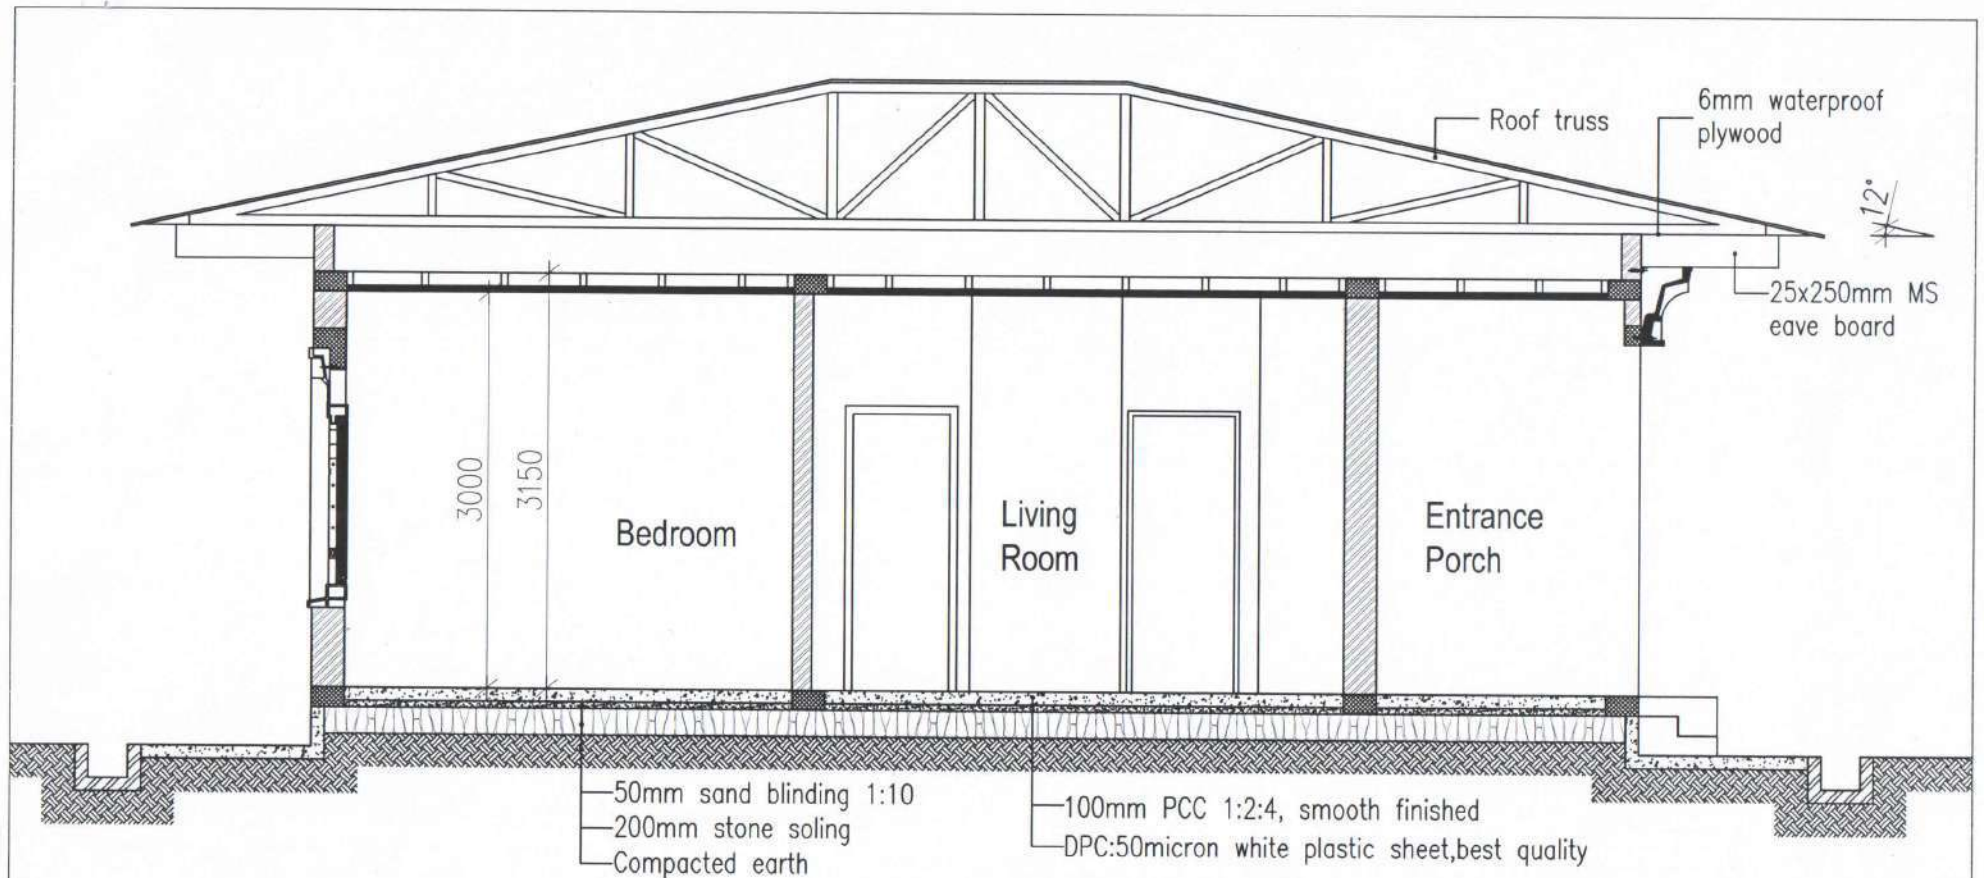 Roof truss
6mm waterproof
plywood
12°
25x250mm MS
eave board
3000
3150
Bedroom
Living
Room
Entrance
Porch
50mm sand blinding 1:10
200mm stone soling
Compacted earth
100mm PCC 1:2:4, smooth finished
DPC:50micron white plastic sheet,best quality